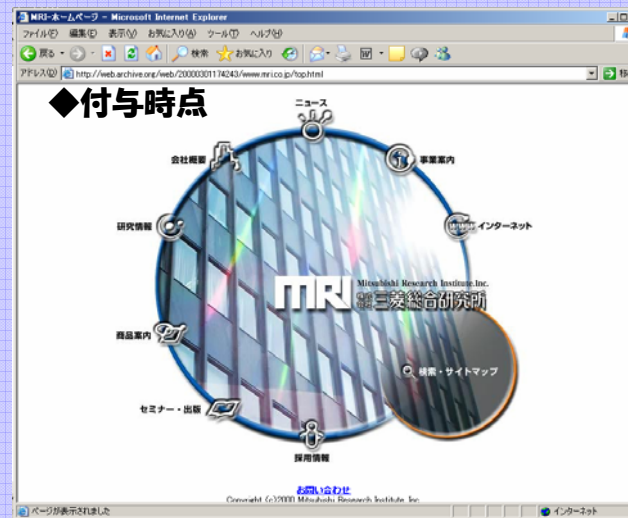 MRI-ホームページ - Microsoft Internet Explorer
ファイル(F) 編集(E) 表示(V) お気に入り(A) ツール(T) ヘルプ(H)
戻る 検索 お気に入り
アドレス(D) http://web.archive.org/web/20000301174243/www.mri.co.jp/top.html
◆付与時点
ニュース
会社概要
事業案内
研究情報
インターネット
MRI
Mitsubishi Research Institute.Inc.
株式会社三菱総合研究所
商品案内
検索・サイトマップ
セミナー・出版
採用情報
お問い合わせ
Copyright (c)2000 Mitsubishi Research Institute, Inc.
ページが表示されました インターネット